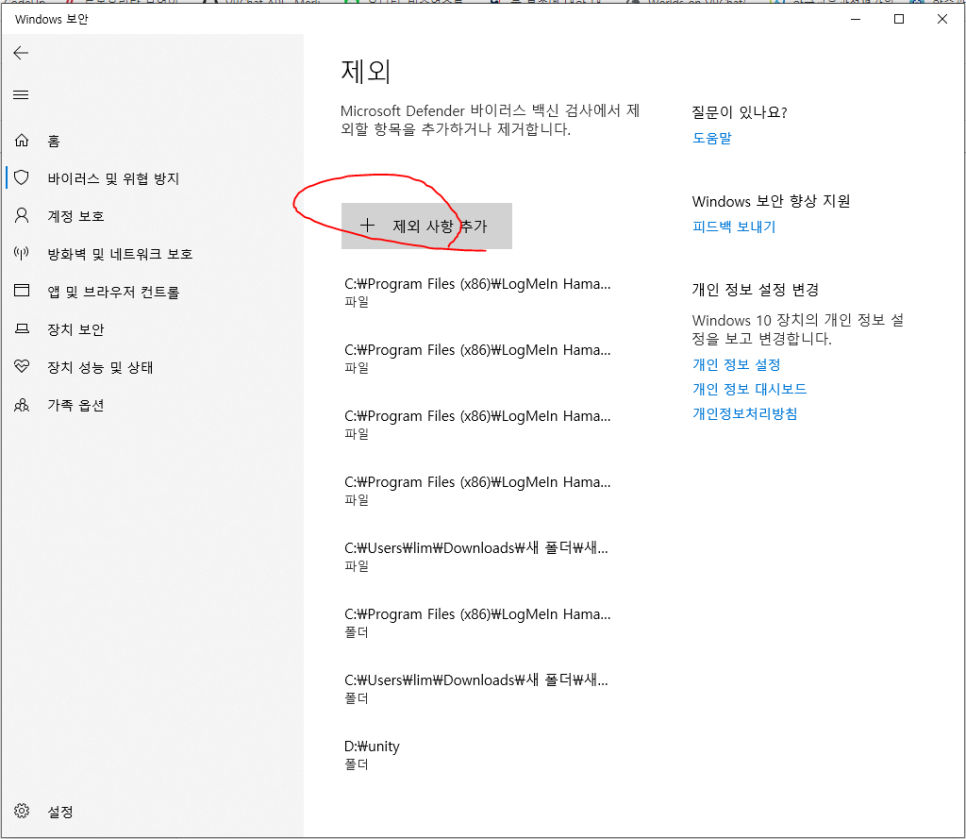 Windows 보안
홈
바이러스 및 위협 방지
계정 보호
방화벽 및 네트워크 보호
앱 및 브라우저 컨트롤
장치 보안
장치 성능 및 상태
가족 옵션
설정
제외
Microsoft Defender 바이러스 백신 검사에서 제
외할 항목을 추가하거나 제거합니다.
제외 사항 추가
C:₩Program Files (x86)₩LogMeIn Hama...
파일
C:₩Program Files (x86)₩LogMeIn Hama...
파일
C:₩Program Files (x86)₩LogMeIn Hama...
파일
C:₩Program Files (x86)₩LogMeIn Hama...
파일
C:₩Users₩lim₩Downloads₩새 폴더₩새...
파일
C:₩Program Files (x86)₩LogMeIn Hama...
폴더
C:₩Users₩lim₩Downloads₩새 폴더₩새...
폴더
D:₩unity
폴더
질문이 있나요?
도움말
Windows 보안 향상 지원
피드백 보내기
개인 정보 설정 변경
Windows 10 장치의 개인 정보 설
정을 보고 변경합니다.
개인 정보 설정
개인 정보 대시보드
개인정보처리방침